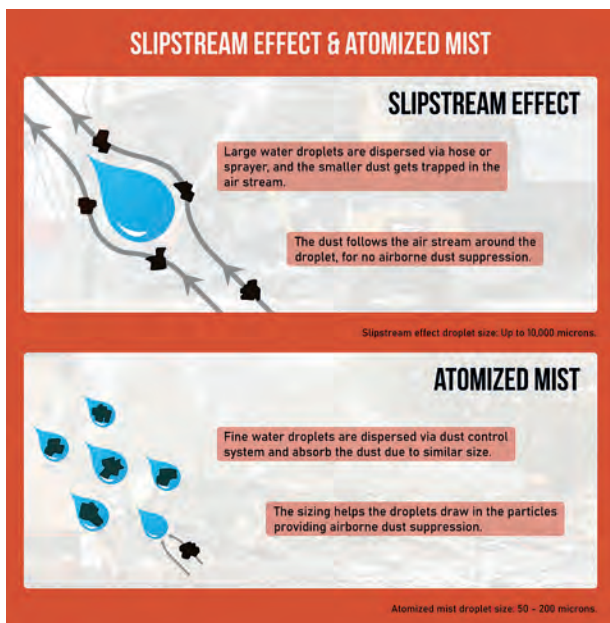 SLIPSTREAM EFFECT & ATOMIZED MIST
SLIPSTREAM EFFECT
Large water droplets are dispersed via hose or
sprayer, and the smaller dust gets trapped in the
air stream.
The dust follows the air stream around the
droplet, for no airborne dust suppression.
Slipstream effect droplet size: Up to 10,000 microns.
ATOMIZED MIST
Fine water droplets are dispersed via dust control
system and absorb the dust due to similar size.
The sizing helps the droplets draw in the particles
providing airborne dust suppression.
Atomized mist droplet size: 50 - 200 microns.